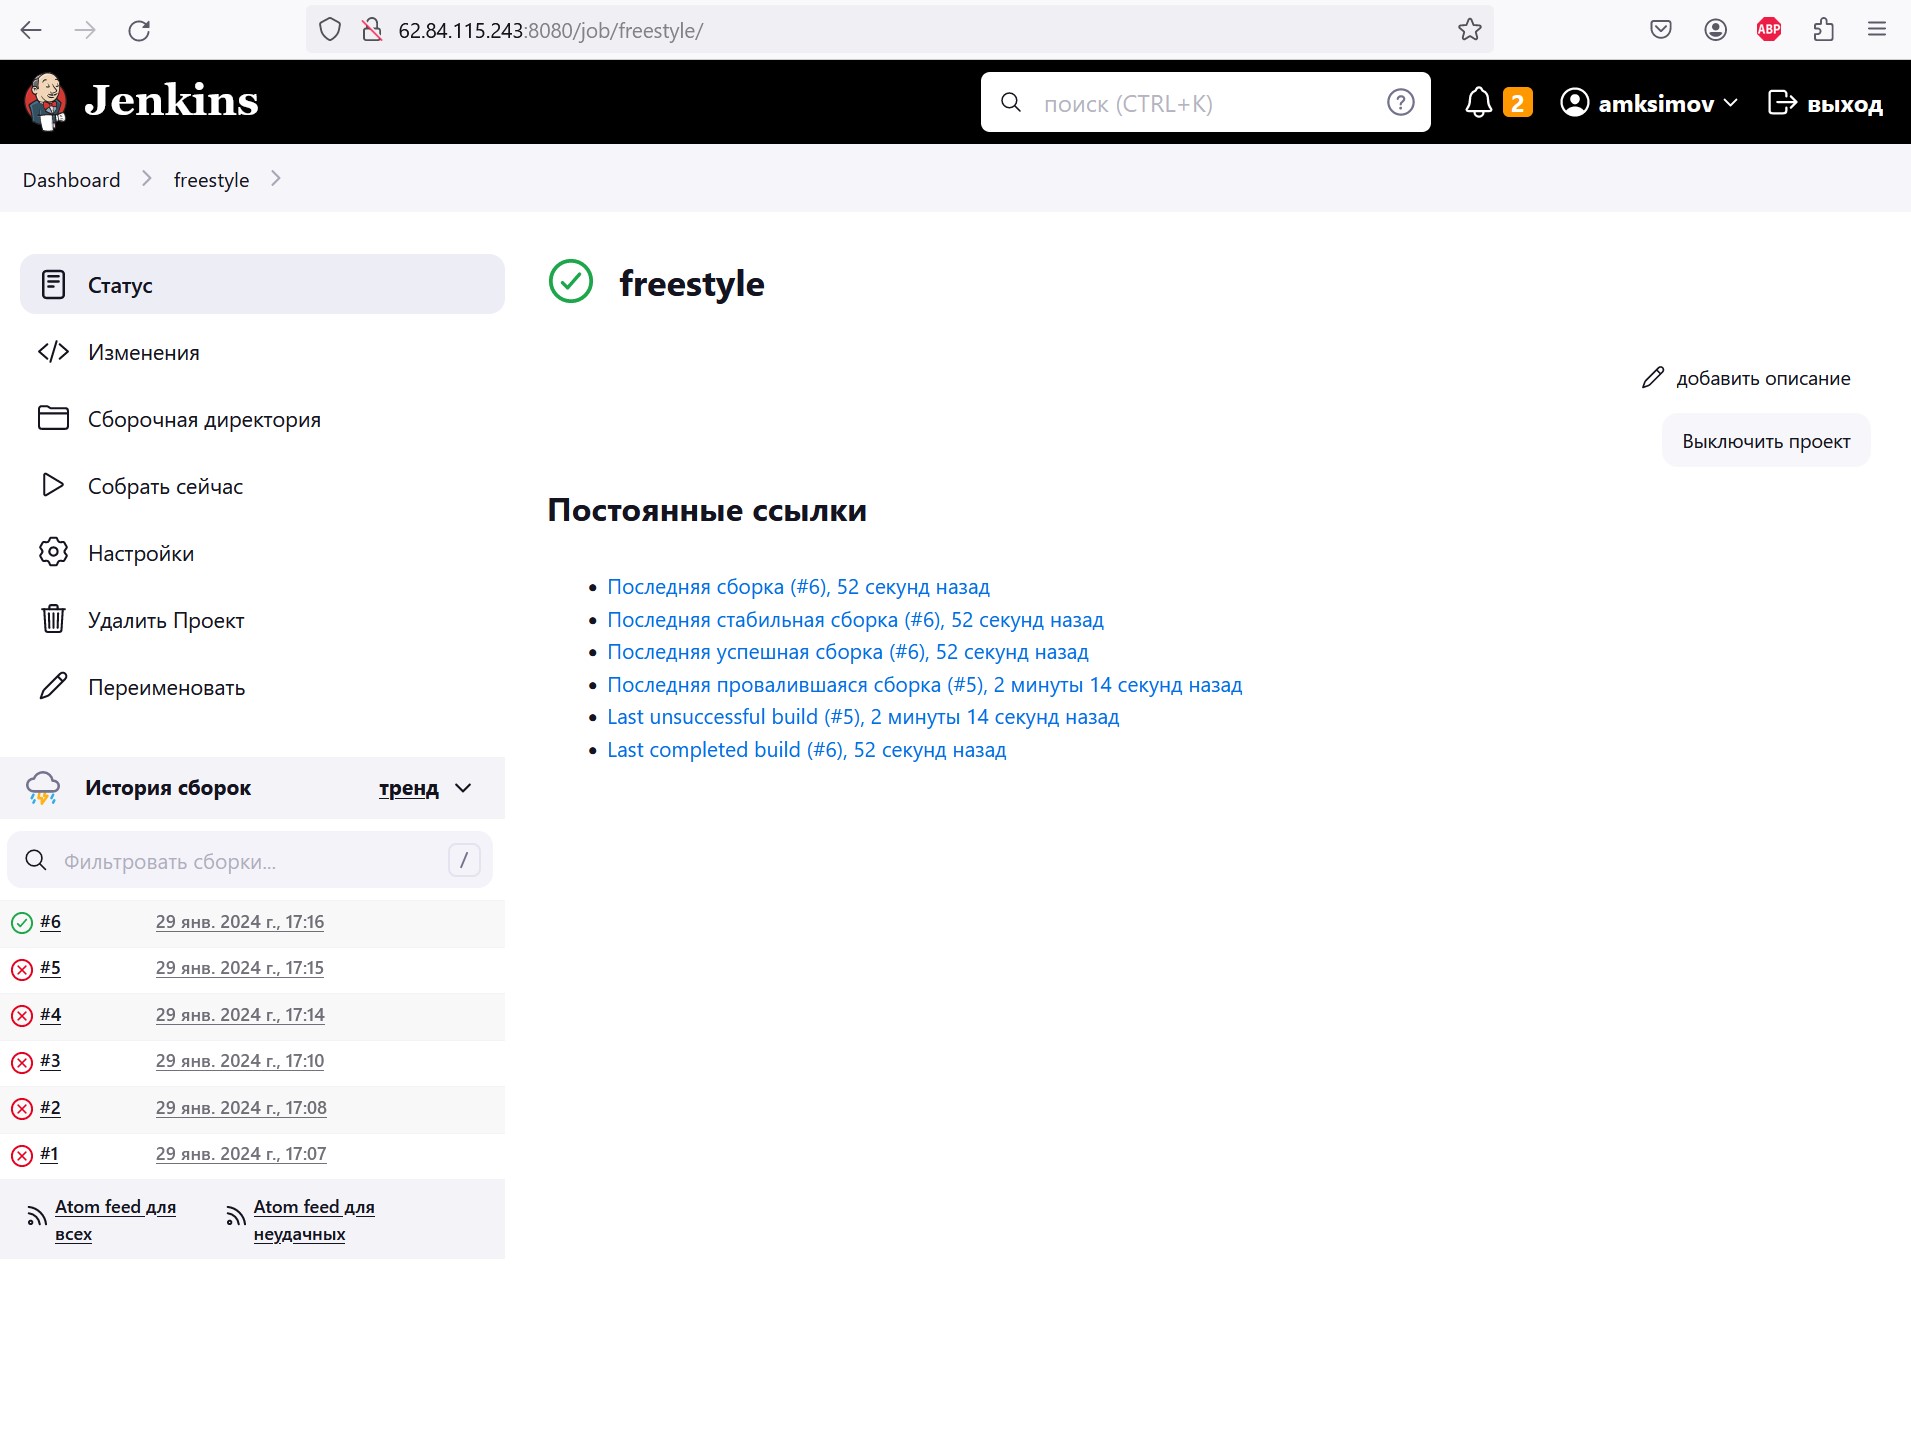 62.84.115.243:8080/job/freestyle/
ABP
Jenkins
поиск (CTRL+K)
2
amksimov
выход
Dashboard
freestyle
Статус
freestyle
Изменения
добавить описание
Сборочная директория
Выключить проект
Собрать сейчас
Постоянные ссылки
Настройки
Последняя сборка (#6), 52 секунд назад
Последняя стабильная сборка (#6), 52 секунд назад
Удалить Проект
Последняя успешная сборка (#6), 52 секунд назад
Последняя провалившаяся сборка (#5), 2 минуты 14 секунд назад
Переименовать
Last unsuccessful build (#5), 2 минуты 14 секунд назад
Last completed build (#6), 52 секунд назад
История сборок
тренд
Фильтровать сборки...
/
#6 29 янв. 2024 г., 17:16
#5 29 янв. 2024 г., 17:15
#4 29 янв. 2024 г., 17:14
#3 29 янв. 2024 г., 17:10
#2 29 янв. 2024 г., 17:08
#1 29 янв. 2024 г., 17:07
Atom feed для
всех
Atom feed для
неудачных